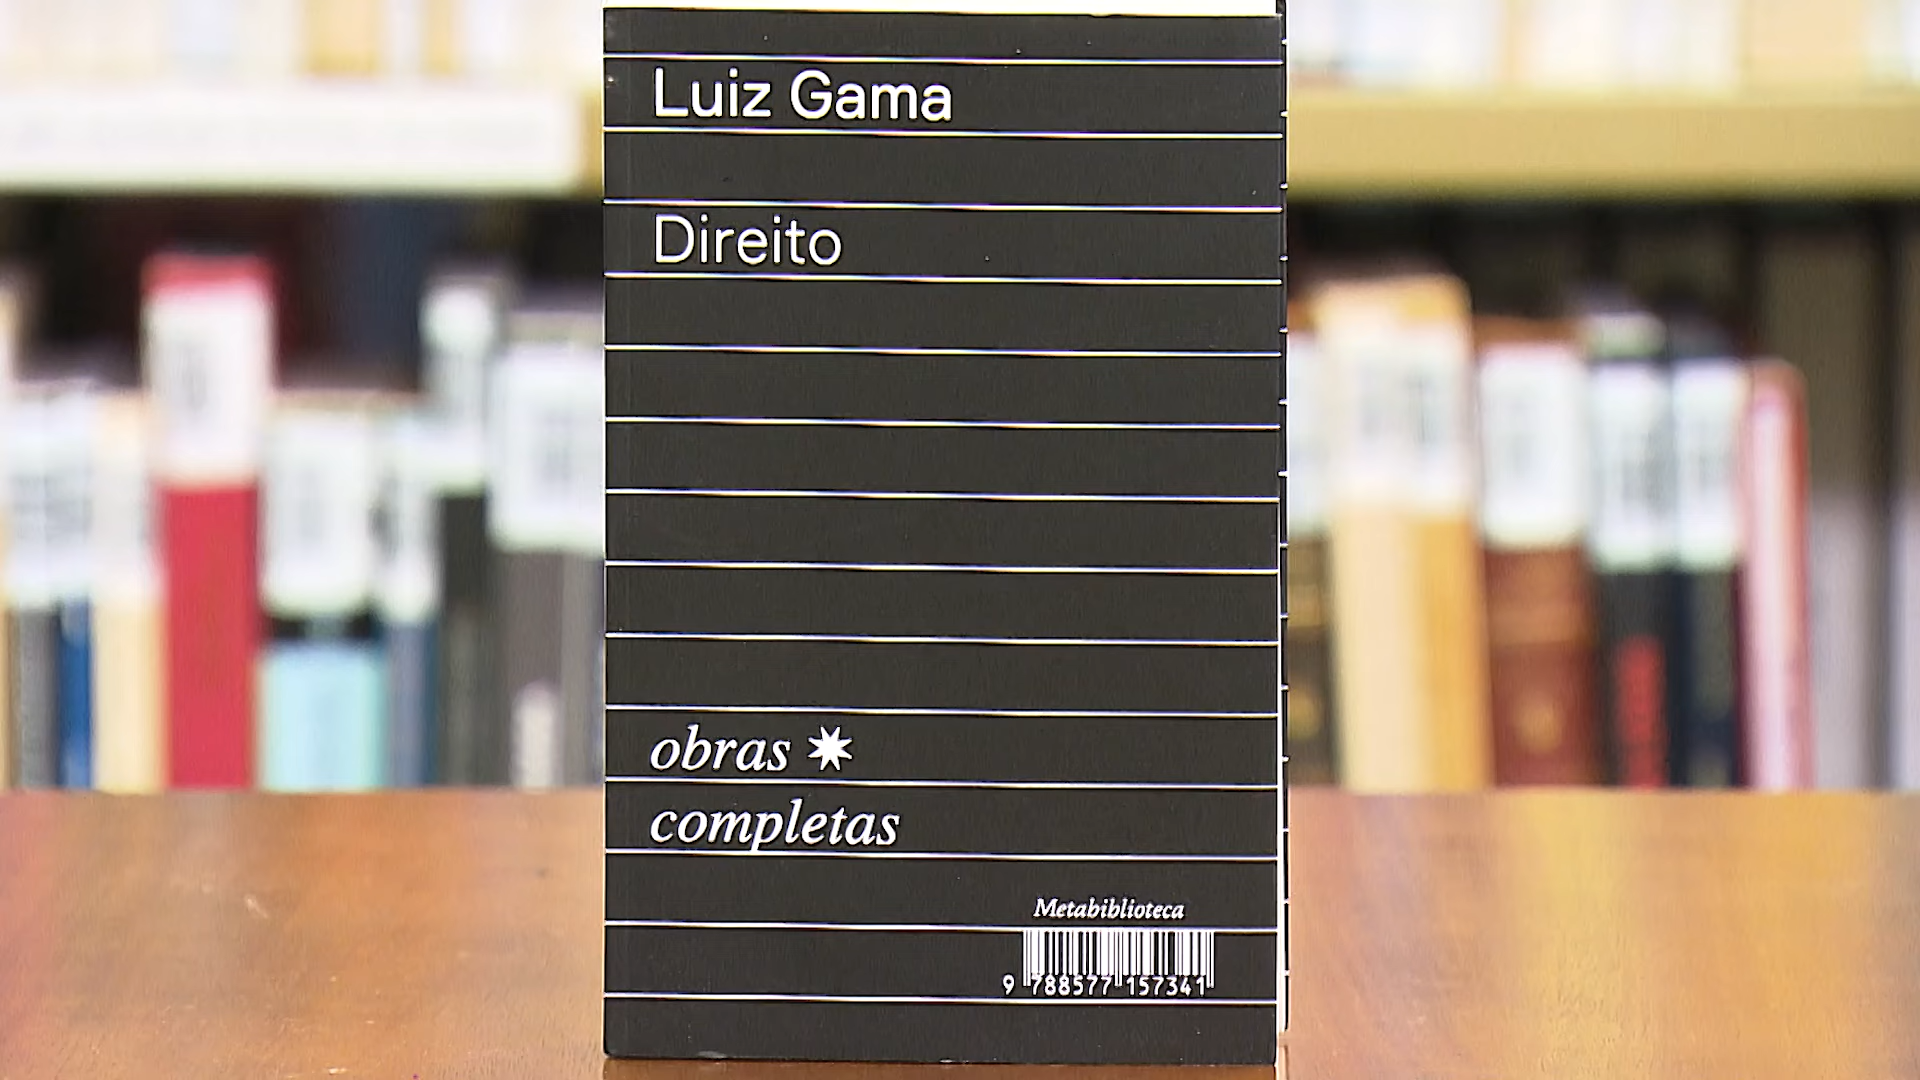 Luiz Gama
Direito
obras ✷
completas
Metabiblioteca
9 788577 157341